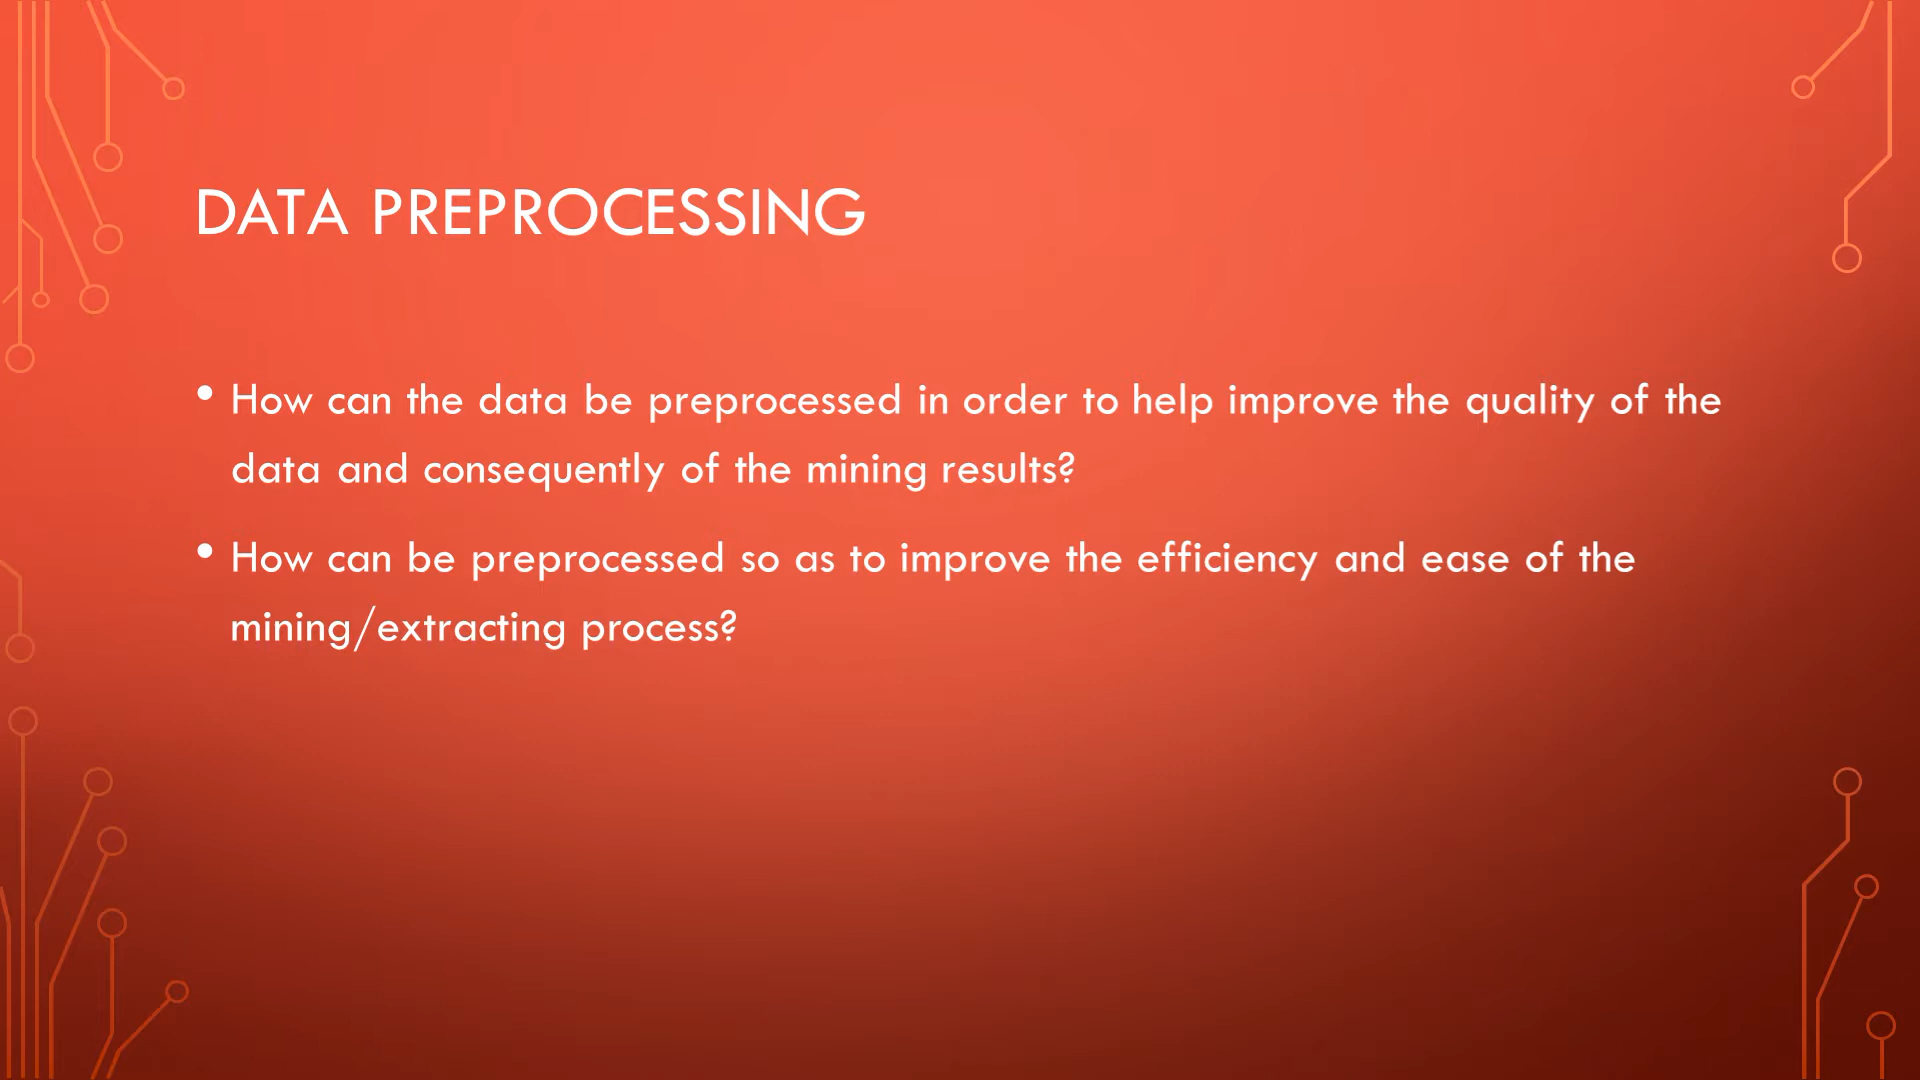 DATA PREPROCESSING
• How can the data be preprocessed in order to help improve the quality of the
data and consequently of the mining results?
• How can be preprocessed so as to improve the efficiency and ease of the
mining/extracting process?